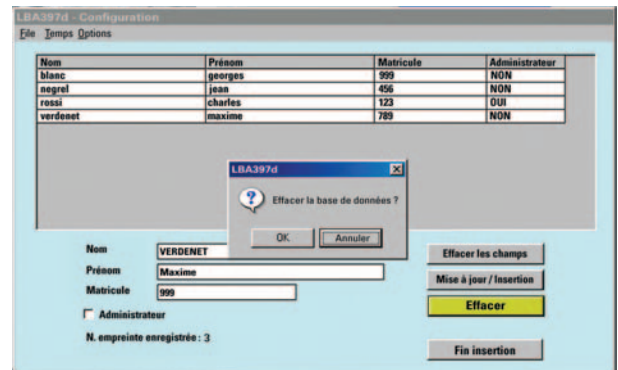 LBA397d - Configuration
File Temps Options
Nom Prénom Matricule Administrateur
blanc georges 999 NON
negrel jean 456 NON
rossi charles 123 OUI
verdenet maxime 789 NON
LBA397d
Effacer la base de données ?
OK Annuler
Nom VERDENET
Effacer les champs
Prénom Maxime
Mise à jour / Insertion
Matricule 999
Effacer
Administrateur
N. empreinte enregistrée : 3
Fin insertion